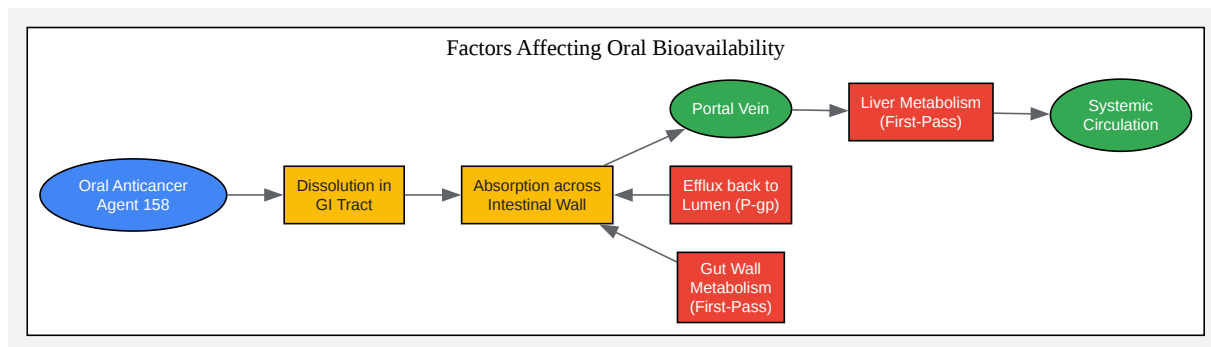 Factors Affecting Oral Bioavailability
Oral Anticancer
Agent 158
Dissolution in
GI Tract
Absorption across
Intestinal Wall
Portal Vein
Efflux back to
Lumen (P-gp)
Gut Wall
Metabolism
(First-Pass)
Liver Metabolism
(First-Pass)
Systemic
Circulation